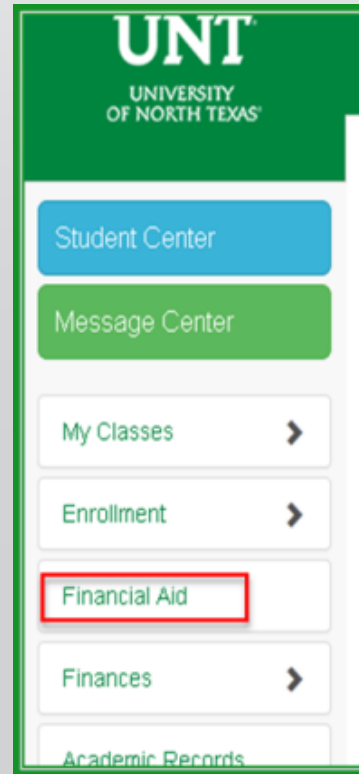 UNT
UNIVERSITY
OF NORTH TEXAS®
Student Center
Message Center
My Classes
Enrollment
Financial Aid
Finances
Academic Records